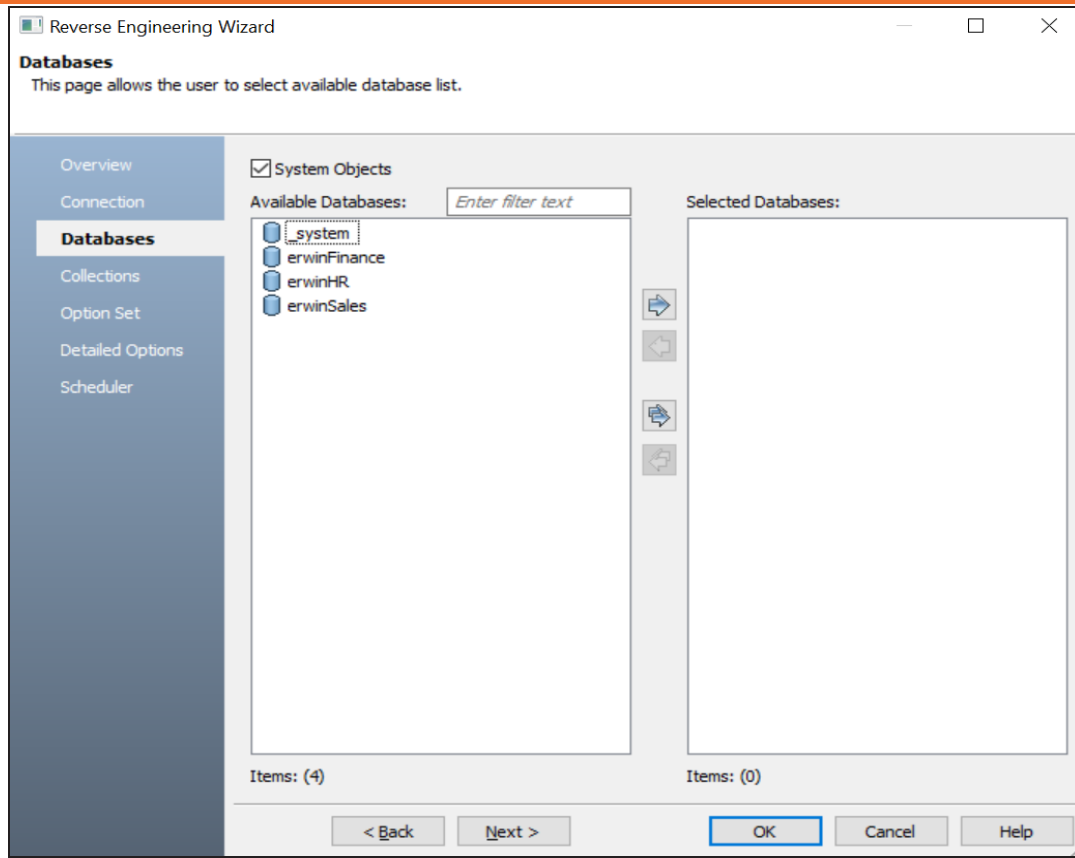 Reverse Engineering Wizard
Databases
This page allows the user to select available database list.
Overview
Connection
Databases
Collections
Option Set
Detailed Options
Scheduler
System Objects
Available Databases:
Enter filter text
Selected Databases:
_system
erwinFinance
erwinHR
erwinSales
Items: (4)
Items: (0)
< Back
Next >
OK
Cancel
Help